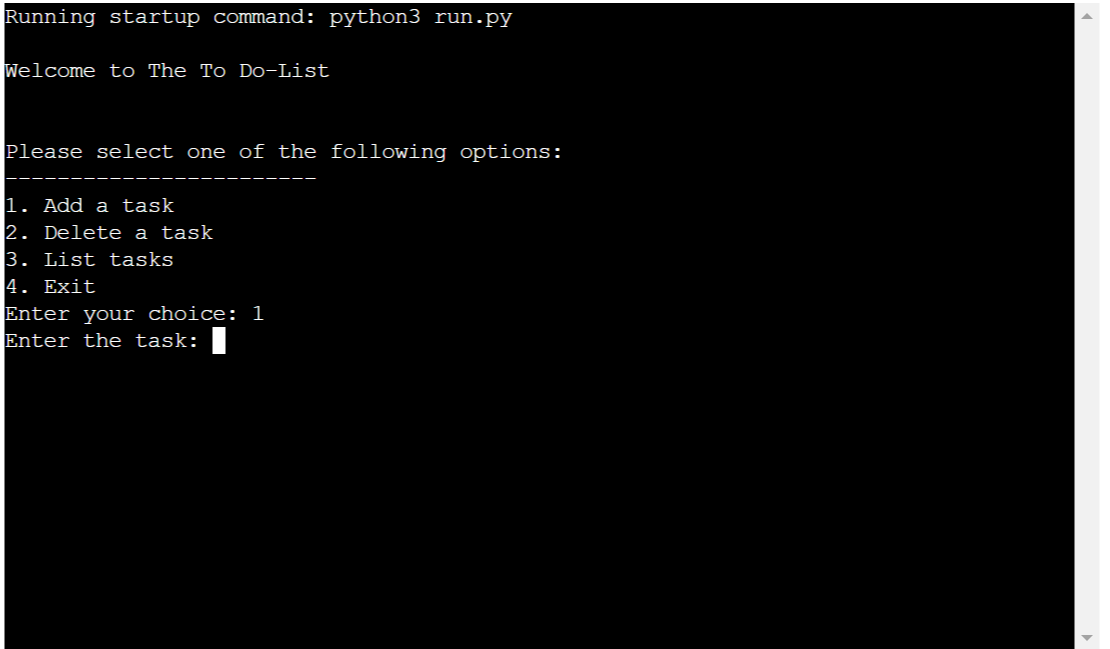 Running startup command: python3 run.py
Welcome to The To Do-List
Please select one of the following options:
------------------------
1. Add a task
2. Delete a task
3. List tasks
4. Exit
Enter your choice: 1
Enter the task: